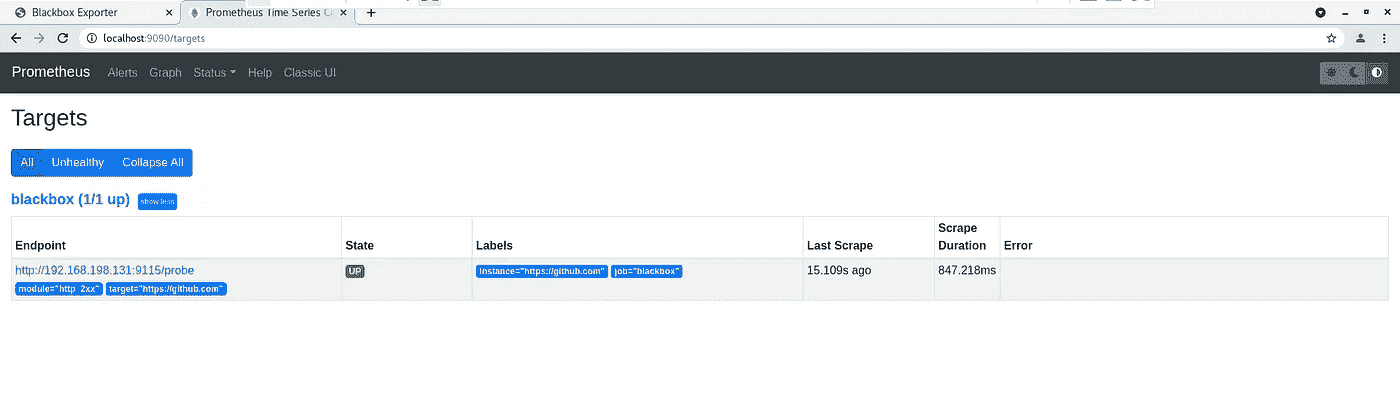 Blackbox Exporter
Prometheus Time Series C
localhost:9090/targets
Prometheus Alerts Graph Status Help Classic UI
Targets
All Unhealthy Collapse All
blackbox (1/1 up) show less
Endpoint State Labels Last Scrape Scrape Duration Error
http://192.168.198.131:9115/probe UP instance="https://github.com" job="blackbox" 15.109s ago 847.218ms
module="http_2xx" target="https://github.com"